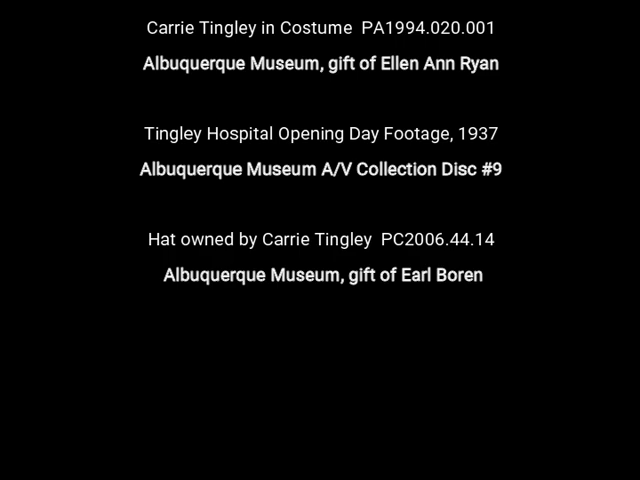 Carrie Tingley in Costume  PA1994.020.001
Albuquerque Museum, gift of Ellen Ann Ryan
Tingley Hospital Opening Day Footage, 1937
Albuquerque Museum A/V Collection Disc #9
Hat owned by Carrie Tingley  PC2006.44.14
Albuquerque Museum, gift of Earl Boren